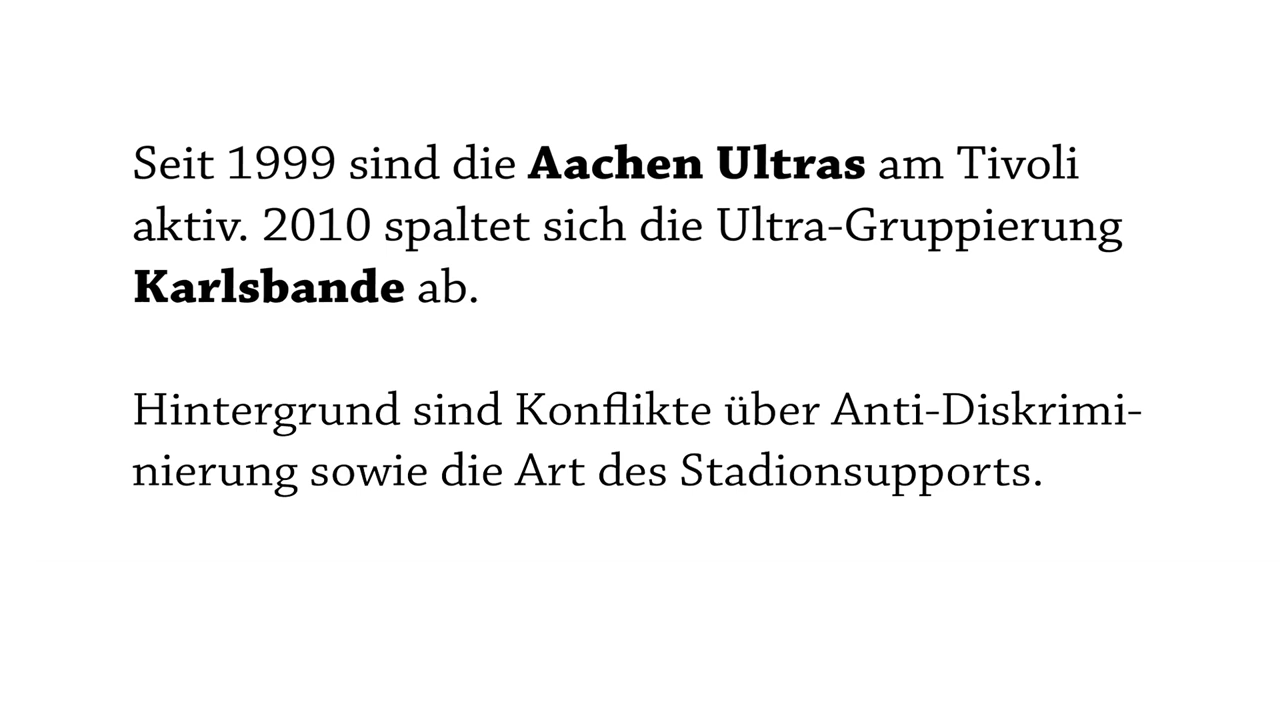 Seit 1999 sind die Aachen Ultras am Tivoli
aktiv. 2010 spaltet sich die Ultra-Gruppierung
Karlsbande ab.
Hintergrund sind Konflikte über Anti-Diskrimi-
nierung sowie die Art des Stadionsupports.